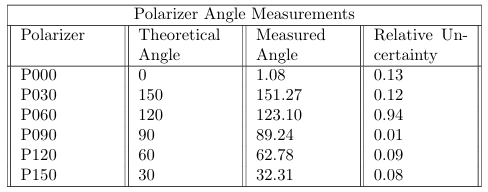 Polarizer Angle Measurements
Polarizer Theoretical Measured Relative Un-
Angle Angle certainty
P000 0 1.08 0.13
P030 150 151.27 0.12
P060 120 123.10 0.94
P090 90 89.24 0.01
P120 60 62.78 0.09
P150 30 32.31 0.08